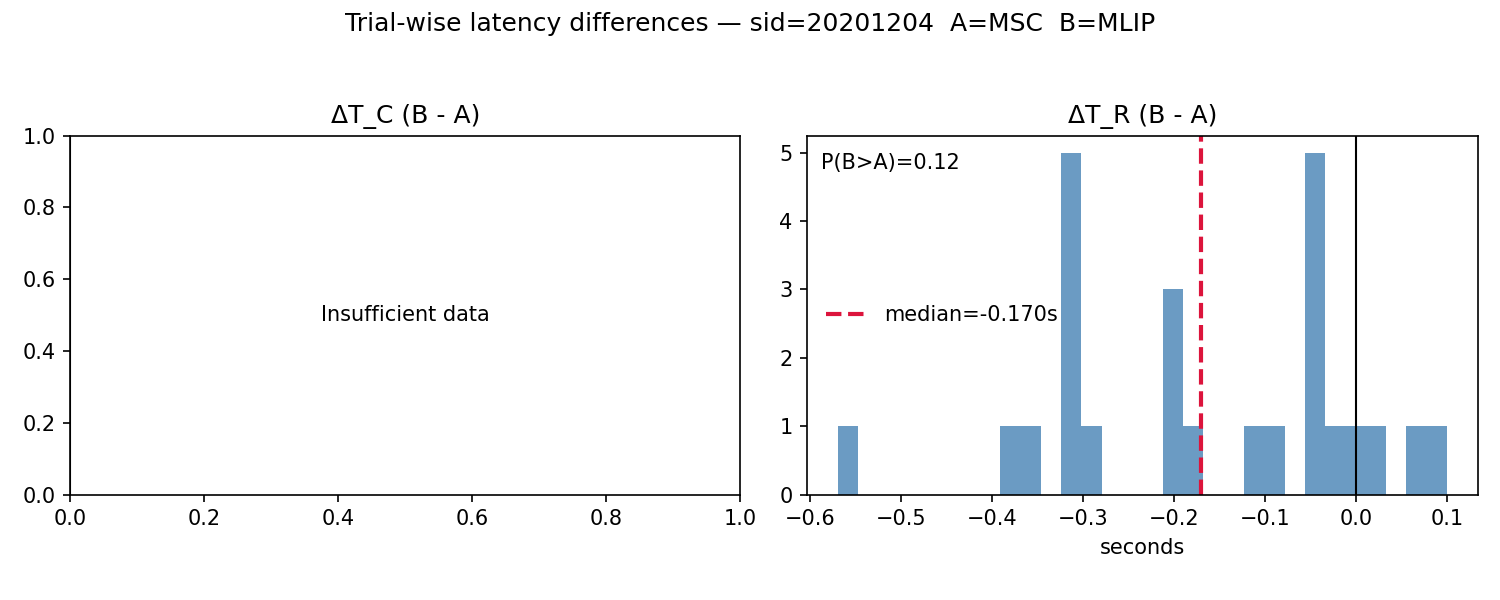 Trial-wise latency differences — sid=20201204  A=MSC  B=MLIP
ΔT_C (B - A)
1.0
0.8
0.6
0.4
0.2
0.0
Insufficient data
0.0 0.2 0.4 0.6 0.8 1.0
ΔT_R (B - A)
5
4
3
2
1
0
P(B>A)=0.12
median=-0.170s
−0.6 −0.5 −0.4 −0.3 −0.2 −0.1 0.0 0.1
seconds